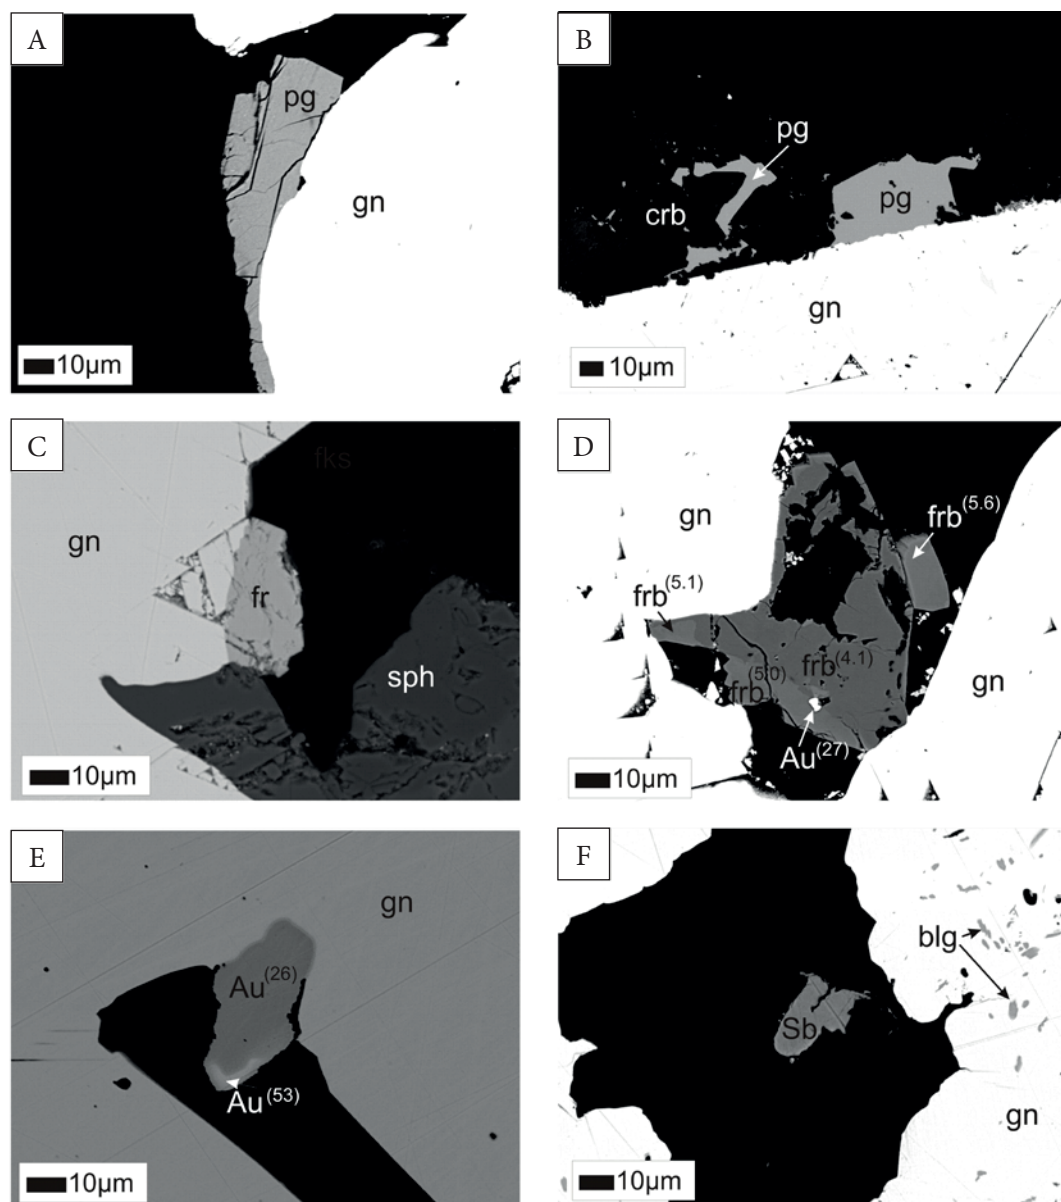 A
pg
gn
10µm
B
pg
crb
pg
gn
10µm
C
fks
gn
fr
sph
10µm
D
gn
frb(5.6)
frb(5.1)
frb(4.1)
frb(5.0)
gn
Au(27)
10µm
E
gn
Au(26)
Au(53)
10µm
F
blg
Sb
gn
10µm